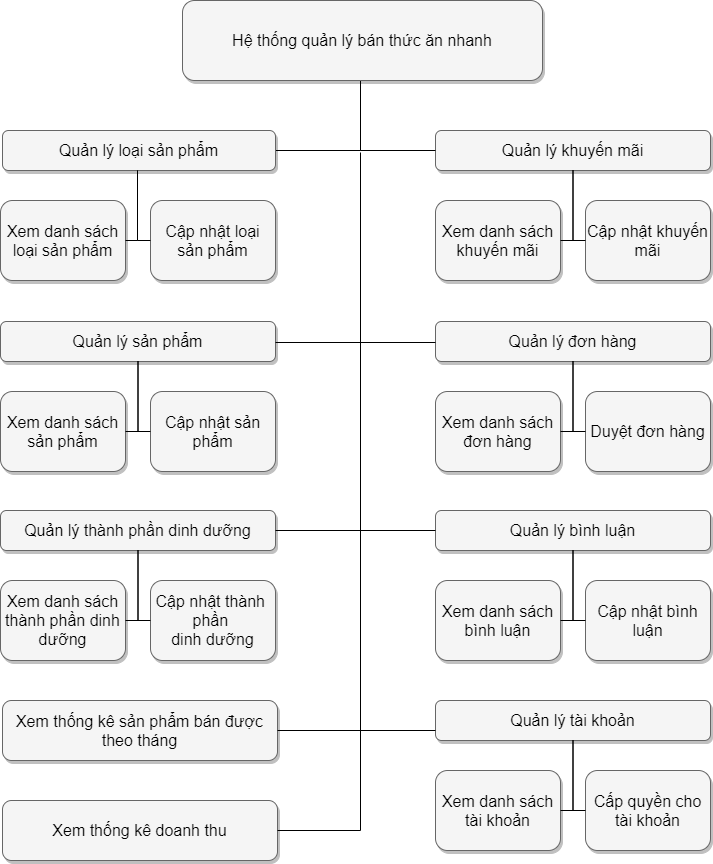 Hệ thống quản lý bán thức ăn nhanh
Quản lý loại sản phẩm
Quản lý khuyến mãi
Xem danh sách
loại sản phẩm
Cập nhật loại
sản phẩm
Xem danh sách
khuyến mãi
Cập nhật khuyến
mãi
Quản lý sản phẩm
Quản lý đơn hàng
Xem danh sách
sản phẩm
Cập nhật sản
phẩm
Xem danh sách
đơn hàng
Duyệt đơn hàng
Quản lý thành phần dinh dưỡng
Quản lý bình luận
Xem danh sách
thành phần dinh
dưỡng
Cập nhật thành
phần
dinh dưỡng
Xem danh sách
bình luận
Cập nhật bình
luận
Xem thống kê sản phẩm bán được
theo tháng
Quản lý tài khoản
Xem danh sách
tài khoản
Cấp quyền cho
tài khoản
Xem thống kê doanh thu